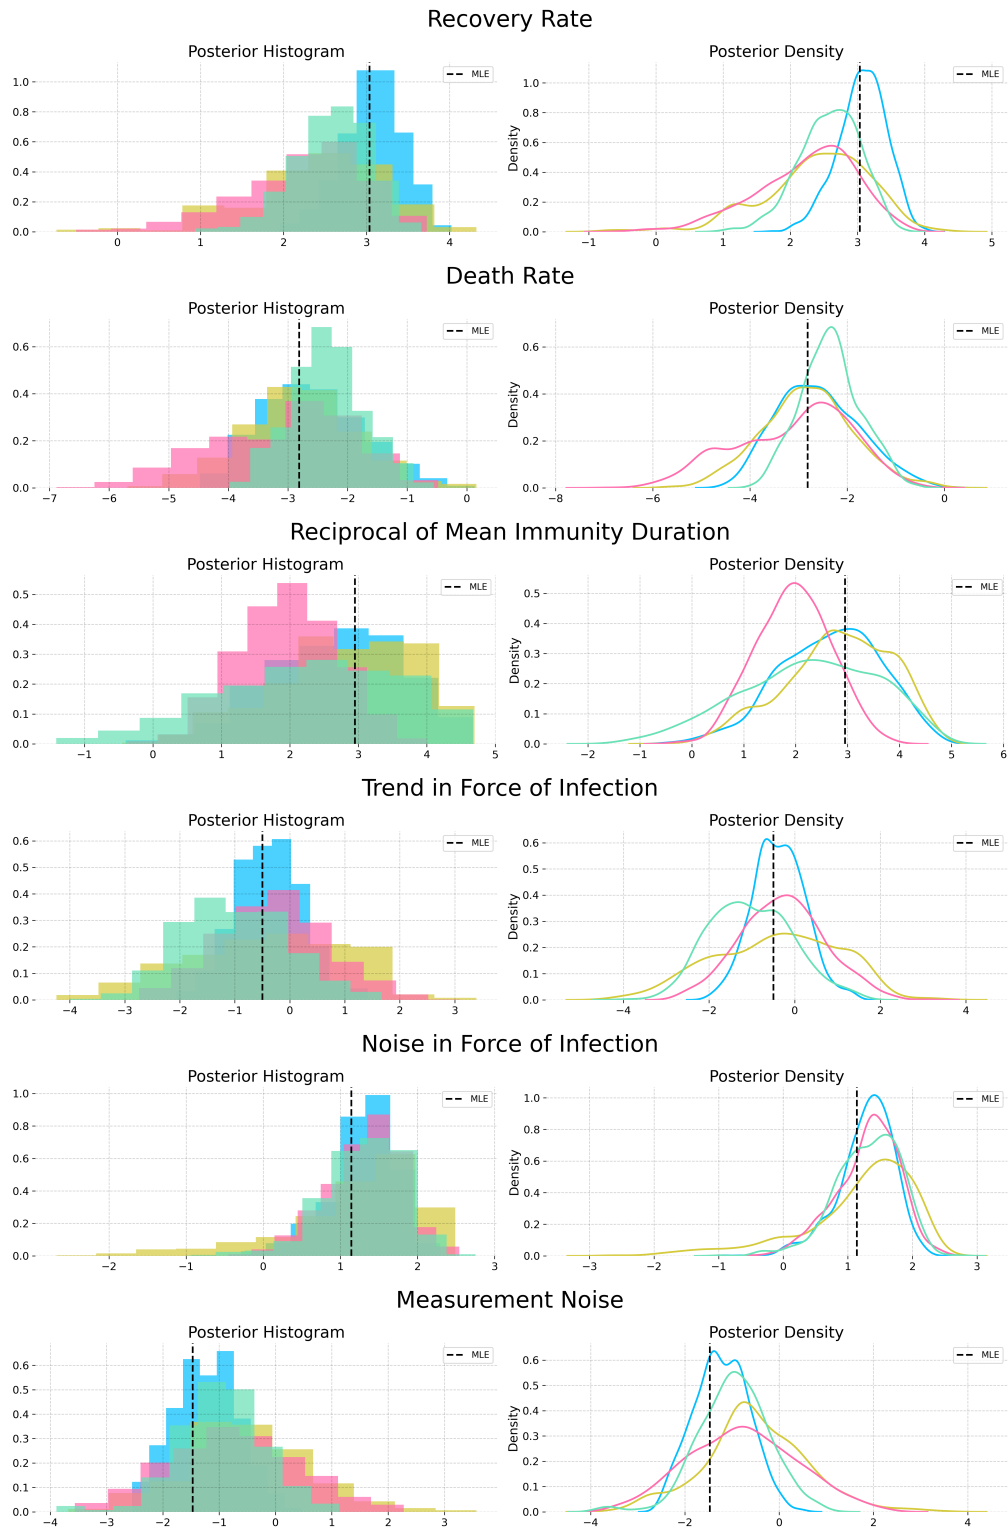 Recovery Rate
Posterior Histogram
Posterior Density
MLE
MLE
1.0
0.8
0.6
0.4
0.2
0.0
0 1 2 3 4
Density
1.0
0.8
0.6
0.4
0.2
0.0
−1 0 1 2 3 4 5
Death Rate
Posterior Histogram
Posterior Density
MLE
MLE
0.6
0.4
0.2
0.0
−7 −6 −5 −4 −3 −2 −1 0
Density
0.6
0.4
0.2
0.0
−8 −6 −4 −2 0
Reciprocal of Mean Immunity Duration
Posterior Histogram
Posterior Density
MLE
MLE
0.5
0.4
0.3
0.2
0.1
0.0
−1 0 1 2 3 4 5
Density
0.5
0.4
0.3
0.2
0.1
0.0
−2 −1 0 1 2 3 4 5 6
Trend in Force of Infection
Posterior Histogram
Posterior Density
MLE
MLE
0.6
0.5
0.4
0.3
0.2
0.1
0.0
−4 −3 −2 −1 0 1 2 3
Density
0.6
0.5
0.4
0.3
0.2
0.1
0.0
−4 −2 0 2 4
Noise in Force of Infection
Posterior Histogram
Posterior Density
MLE
MLE
1.0
0.8
0.6
0.4
0.2
0.0
−2 −1 0 1 2 3
Density
1.0
0.8
0.6
0.4
0.2
0.0
−3 −2 −1 0 1 2 3
Measurement Noise
Posterior Histogram
Posterior Density
MLE
MLE
0.6
0.5
0.4
0.3
0.2
0.1
0.0
−4 −3 −2 −1 0 1 2 3
Density
0.6
0.5
0.4
0.3
0.2
0.1
0.0
−4 −2 0 2 4